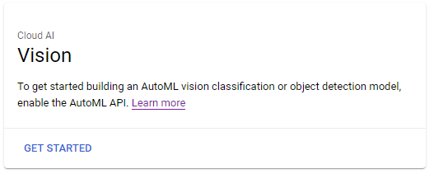 Cloud AI
Vision
To get started building an AutoML vision classification or object detection model,
enable the AutoML API. Learn more
GET STARTED